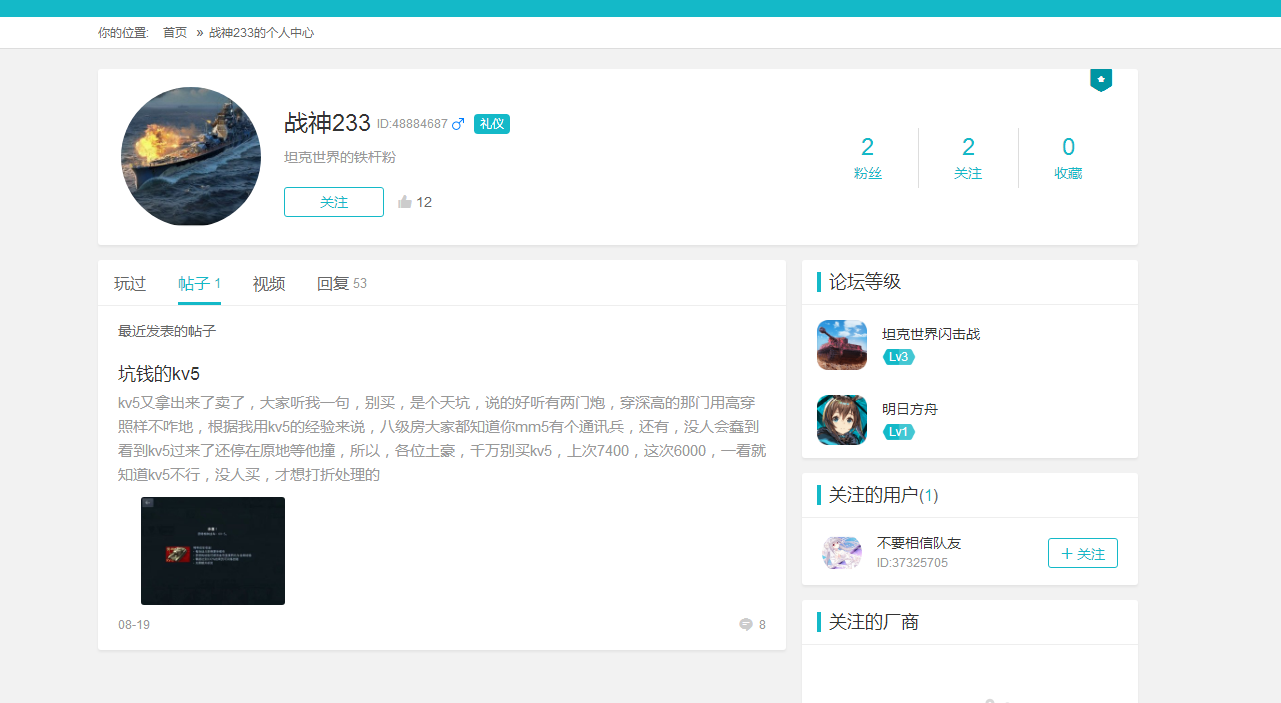 你的位置: 首页 » 战神233的个人中心
战神233 ID:48884687 礼仪
坦克世界的铁杆粉
关注 12
2 2 0
粉丝 关注 收藏
玩过 帖子 1 视频 回复 53
最近发表的帖子
坑钱的kv5
kv5又拿出来了卖了，大家听我一句，别买，是个天坑，说的好听有两门炮，穿深高的那门用高穿
照样不咋地，根据我用kv5的经验来说，八级房大家都知道你mm5有个通讯兵，还有，没人会蠢到
看到kv5过来了还停在原地等他撞，所以，各位土豪，千万别买kv5，上次7400，这次6000，一看就
知道kv5不行，没人买，才想打折处理的
08-19 8
论坛等级
坦克世界闪击战
Lv3
明日方舟
Lv1
关注的用户(1)
不要相信队友
ID:37325705
+ 关注
关注的厂商